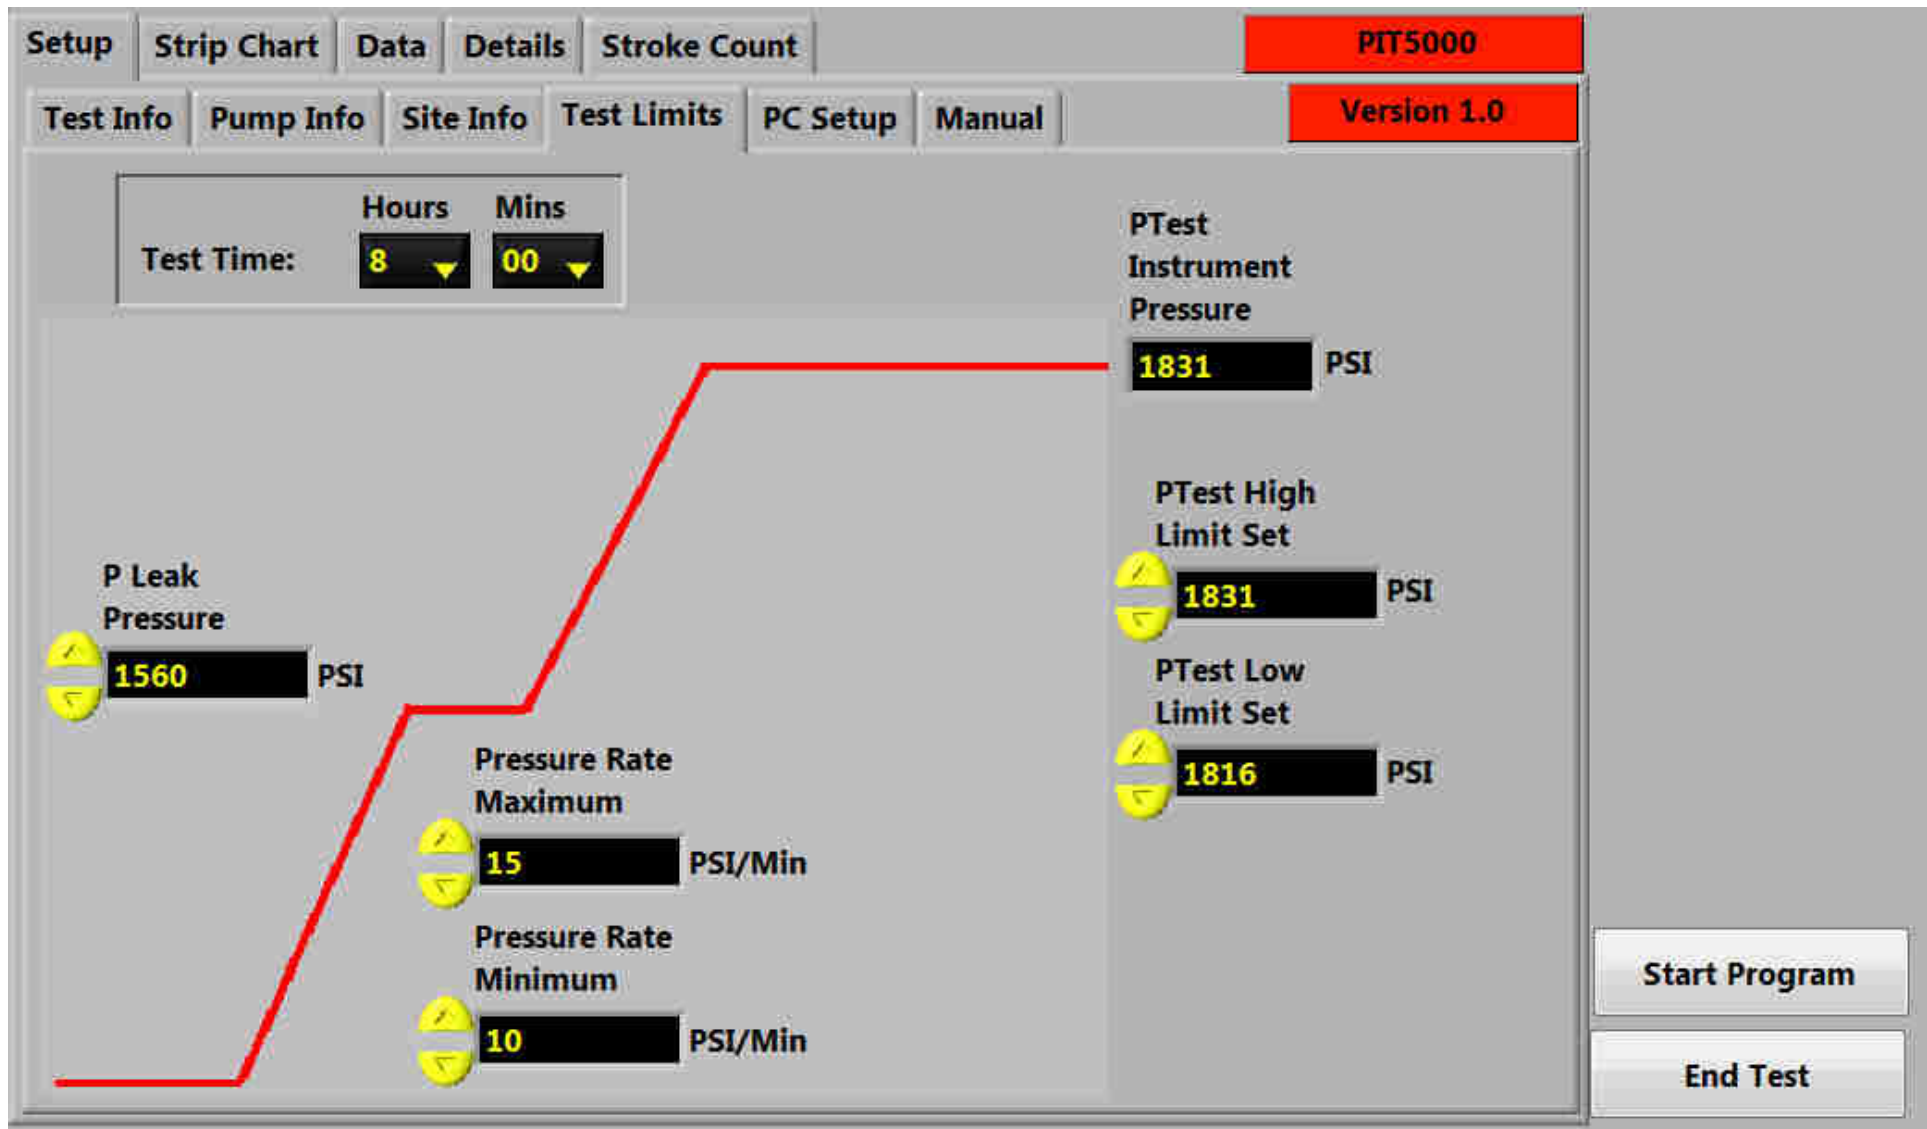 Setup Strip Chart Data Details Stroke Count PIT5000
Test Info Pump Info Site Info Test Limits PC Setup Manual Version 1.0
Hours Mins
Test Time: 8 00
PTest
Instrument
Pressure
1831 PSI
PTest High
Limit Set
1831 PSI
P Leak
Pressure
1560 PSI
PTest Low
Limit Set
1816 PSI
Pressure Rate
Maximum
15 PSI/Min
Pressure Rate
Minimum
10 PSI/Min
Start Program
End Test